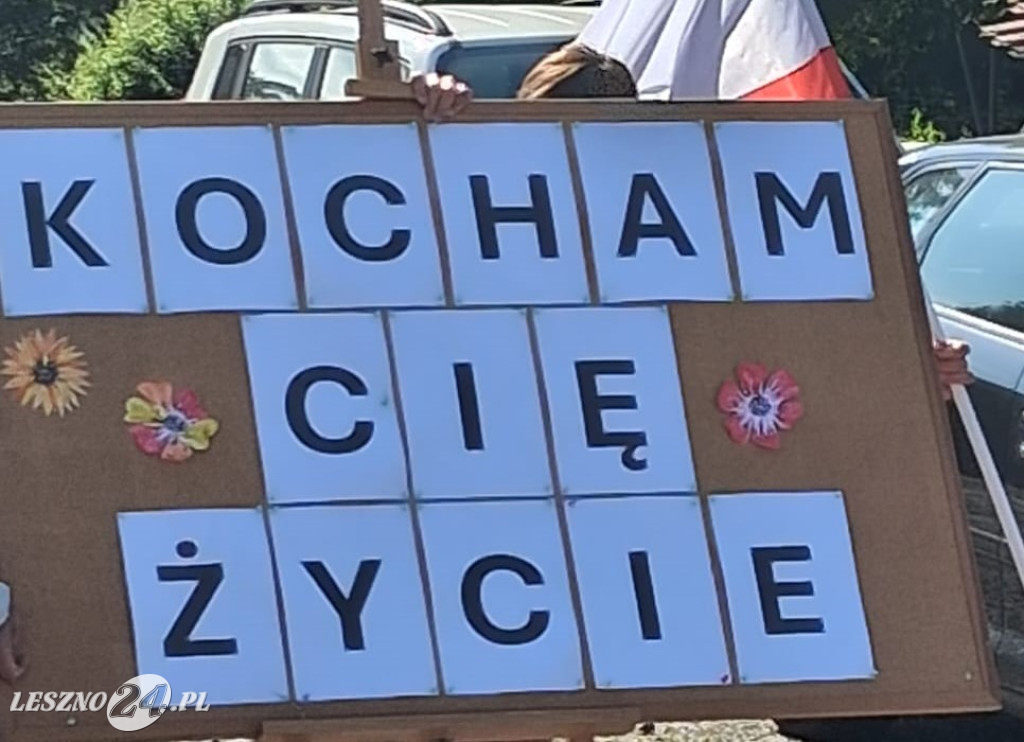 KOCHAM
CIĘ
ŻYCIE
LESZNO24.PL